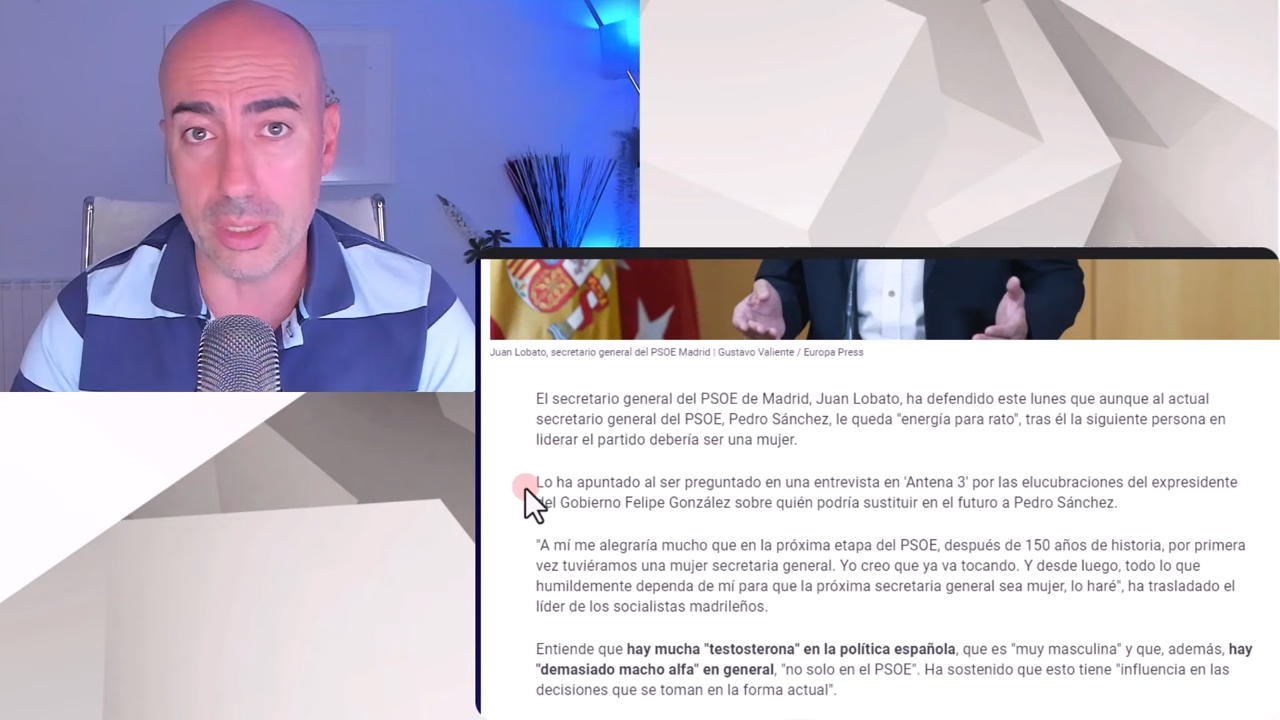 Juan Lobato, secretario general del PSOE Madrid | Gustavo Valiente / Europa Press
El secretario general del PSOE de Madrid, Juan Lobato, ha defendido este lunes que aunque al actual
secretario general del PSOE, Pedro Sánchez, le queda "energía para rato", tras él la siguiente persona en
liderar el partido debería ser una mujer.
Lo ha apuntado al ser preguntado en una entrevista en 'Antena 3' por las elucubraciones del expresidente
del Gobierno Felipe González sobre quién podría sustituir en el futuro a Pedro Sánchez.
"A mí me alegraría mucho que en la próxima etapa del PSOE, después de 150 años de historia, por primera
vez tuviéramos una mujer secretaria general. Yo creo que ya va tocando. Y desde luego, todo lo que
humildemente dependa de mí para que la próxima secretaria general sea mujer, lo haré", ha trasladado el
líder de los socialistas madrileños.
Entiende que hay mucha "testosterona" en la política española, que es "muy masculina" y que, además, hay
"demasiado macho alfa" en general, "no solo en el PSOE". Ha sostenido que esto tiene "influencia en las
decisiones que se toman en la forma actual".